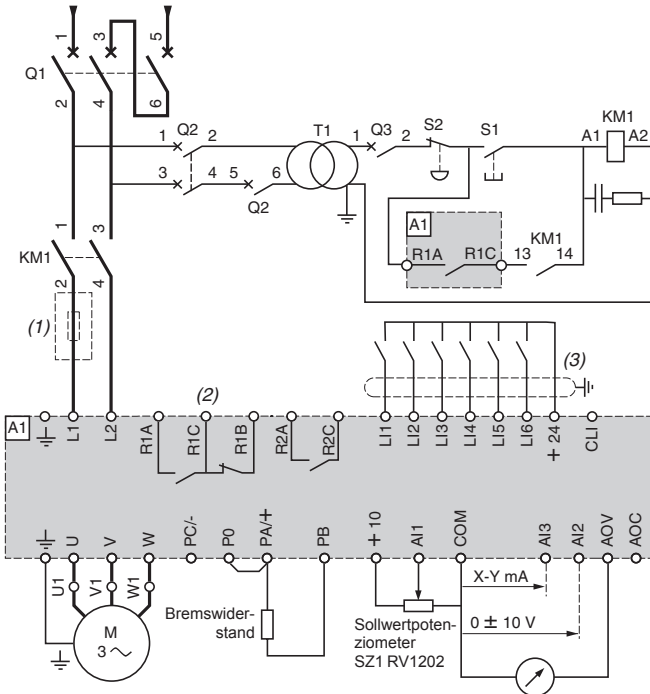 1 3 5
Q1
2 4 6
1 Q2 2
T1
1 Q3 2
S2
S1
KM1
A1 A2
3 4 5 6
Q2
A1
R1A R1C
13 KM1 14
1 3
KM1
2 4
(1)
(2)
(3)
A1
L1 L2 R1A R1C R1B R2A R2C LI1 LI2 LI3 LI4 LI5 LI6 + 24 CLI
U V W PC/- P0 PA/+ PB + 10 AI1 COM AI3 AI2 AOV AOC
U1 V1 W1
X-Y mA
0 ± 10 V
M
3
Bremswider-
stand
Sollwertpoten-
ziometer
SZ1 RV1202